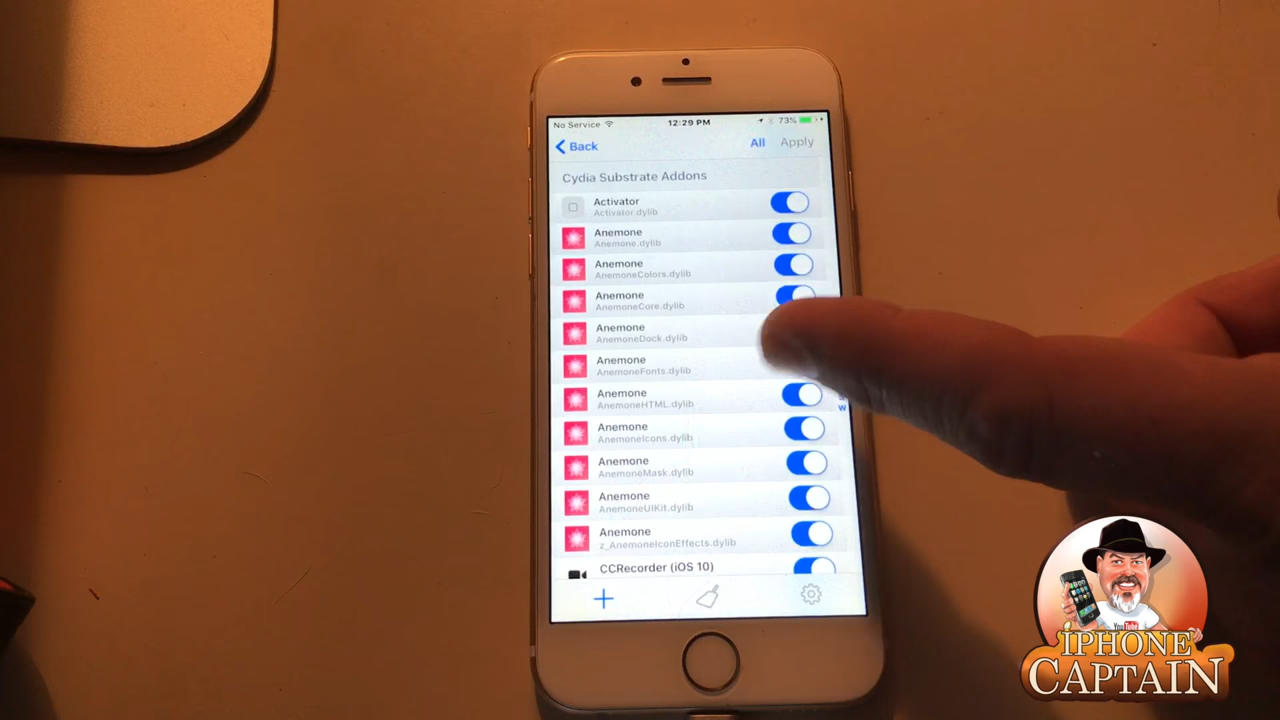 No Service
12:29 PM
73%
Back
All
Apply
Cydia Substrate Addons
Activator
Activator.dylib
Anemone
Anemone.dylib
Anemone
AnemoneColors.dylib
Anemone
AnemoneCore.dylib
Anemone
AnemoneDock.dylib
Anemone
AnemoneFonts.dylib
Anemone
AnemoneHTML.dylib
W
Anemone
AnemoneIcons.dylib
Anemone
AnemoneMask.dylib
Anemone
AnemoneUIKit.dylib
Anemone
z_AnemoneIconEffects.dylib
CCRecorder (iOS 10)
YouTube
iPHONE
CAPTAIN